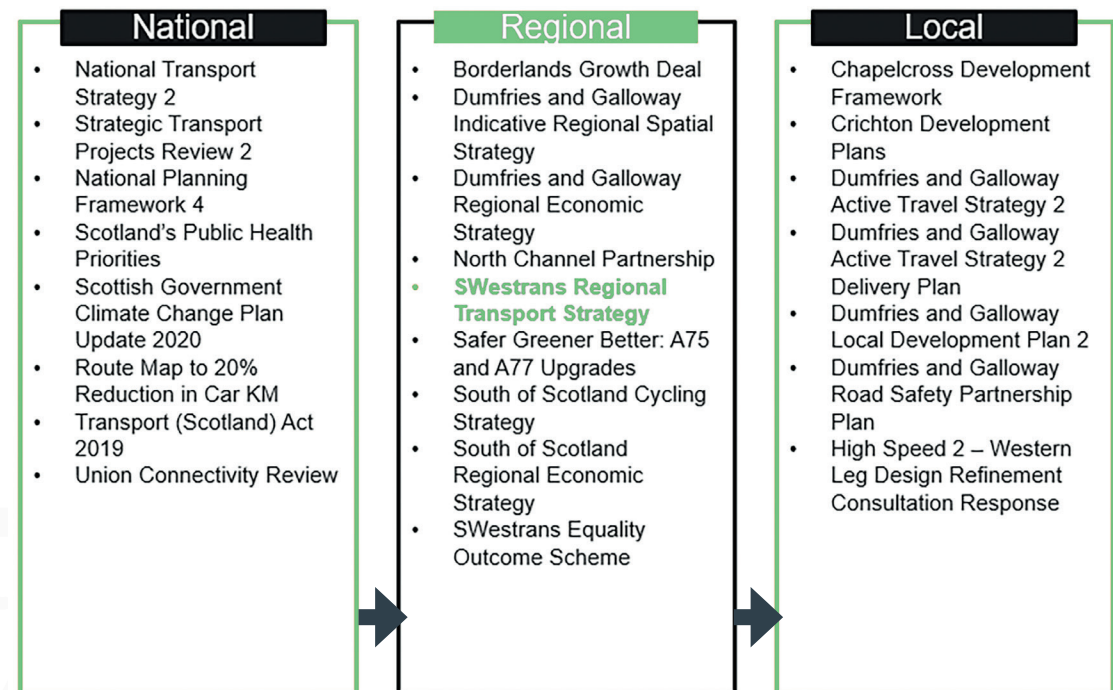 National
• National Transport
Strategy 2
• Strategic Transport
Projects Review 2
• National Planning
Framework 4
• Scotland's Public Health
Priorities
• Scottish Government
Climate Change Plan
Update 2020
• Route Map to 20%
Reduction in Car KM
• Transport (Scotland) Act
2019
• Union Connectivity Review
Regional
• Borderlands Growth Deal
• Dumfries and Galloway
Indicative Regional Spatial
Strategy
• Dumfries and Galloway
Regional Economic
Strategy
• North Channel Partnership
• SWestrans Regional
Transport Strategy
• Safer Greener Better: A75
and A77 Upgrades
• South of Scotland Cycling
Strategy
• South of Scotland
Regional Economic
Strategy
• SWestrans Equality
Outcome Scheme
Local
• Chapelcross Development
Framework
• Crichton Development
Plans
• Dumfries and Galloway
Active Travel Strategy 2
• Dumfries and Galloway
Active Travel Strategy 2
Delivery Plan
• Dumfries and Galloway
Local Development Plan 2
• Dumfries and Galloway
Road Safety Partnership
Plan
• High Speed 2 – Western
Leg Design Refinement
Consultation Response